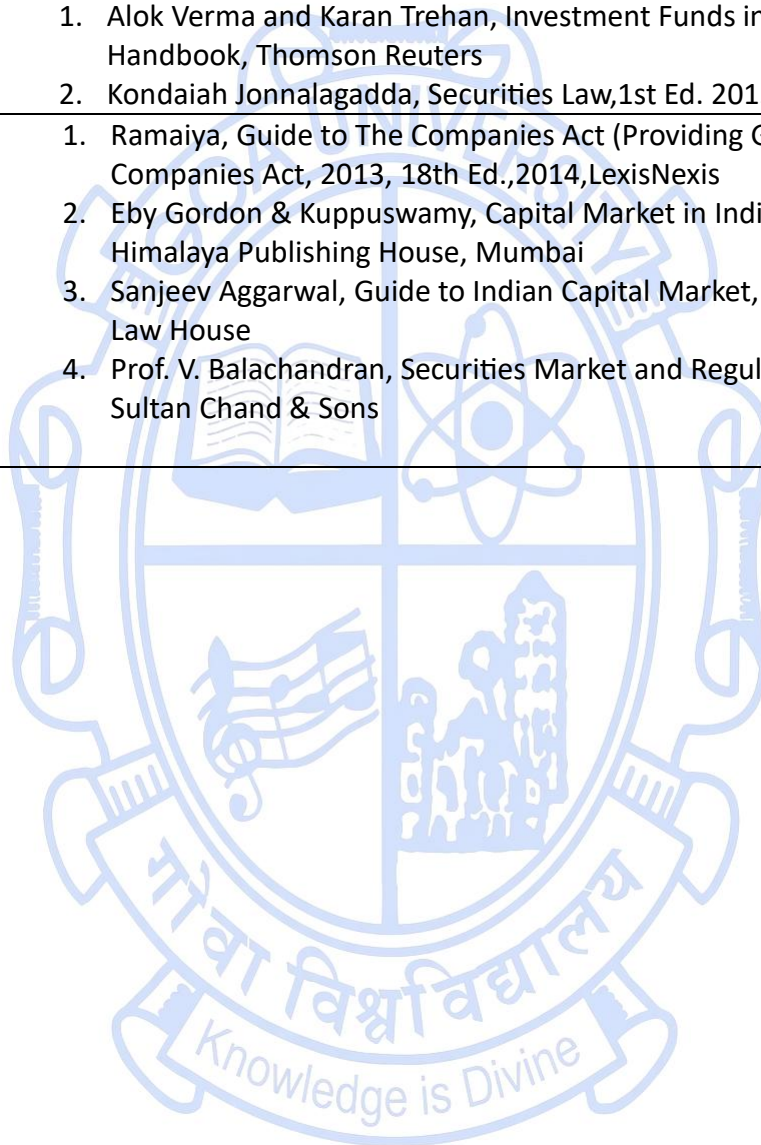 1. Alok Verma and Karan Trehan, Investment Funds in
Handbook, Thomson Reuters
2. Kondaiah Jonnalagadda, Securities Law,1st Ed. 201
1. Ramaiya, Guide to The Companies Act (Providing G
Companies Act, 2013, 18th Ed.,2014,LexisNexis
2. Eby Gordon & Kuppuswamy, Capital Market in Indi
Himalaya Publishing House, Mumbai
3. Sanjeev Aggarwal, Guide to Indian Capital Market,
Law House
4. Prof. V. Balachandran, Securities Market and Regul
Sultan Chand & Sons
GOA UNIVERSITY
गोंवा विश्वविद्यालय
Knowledge is Divine